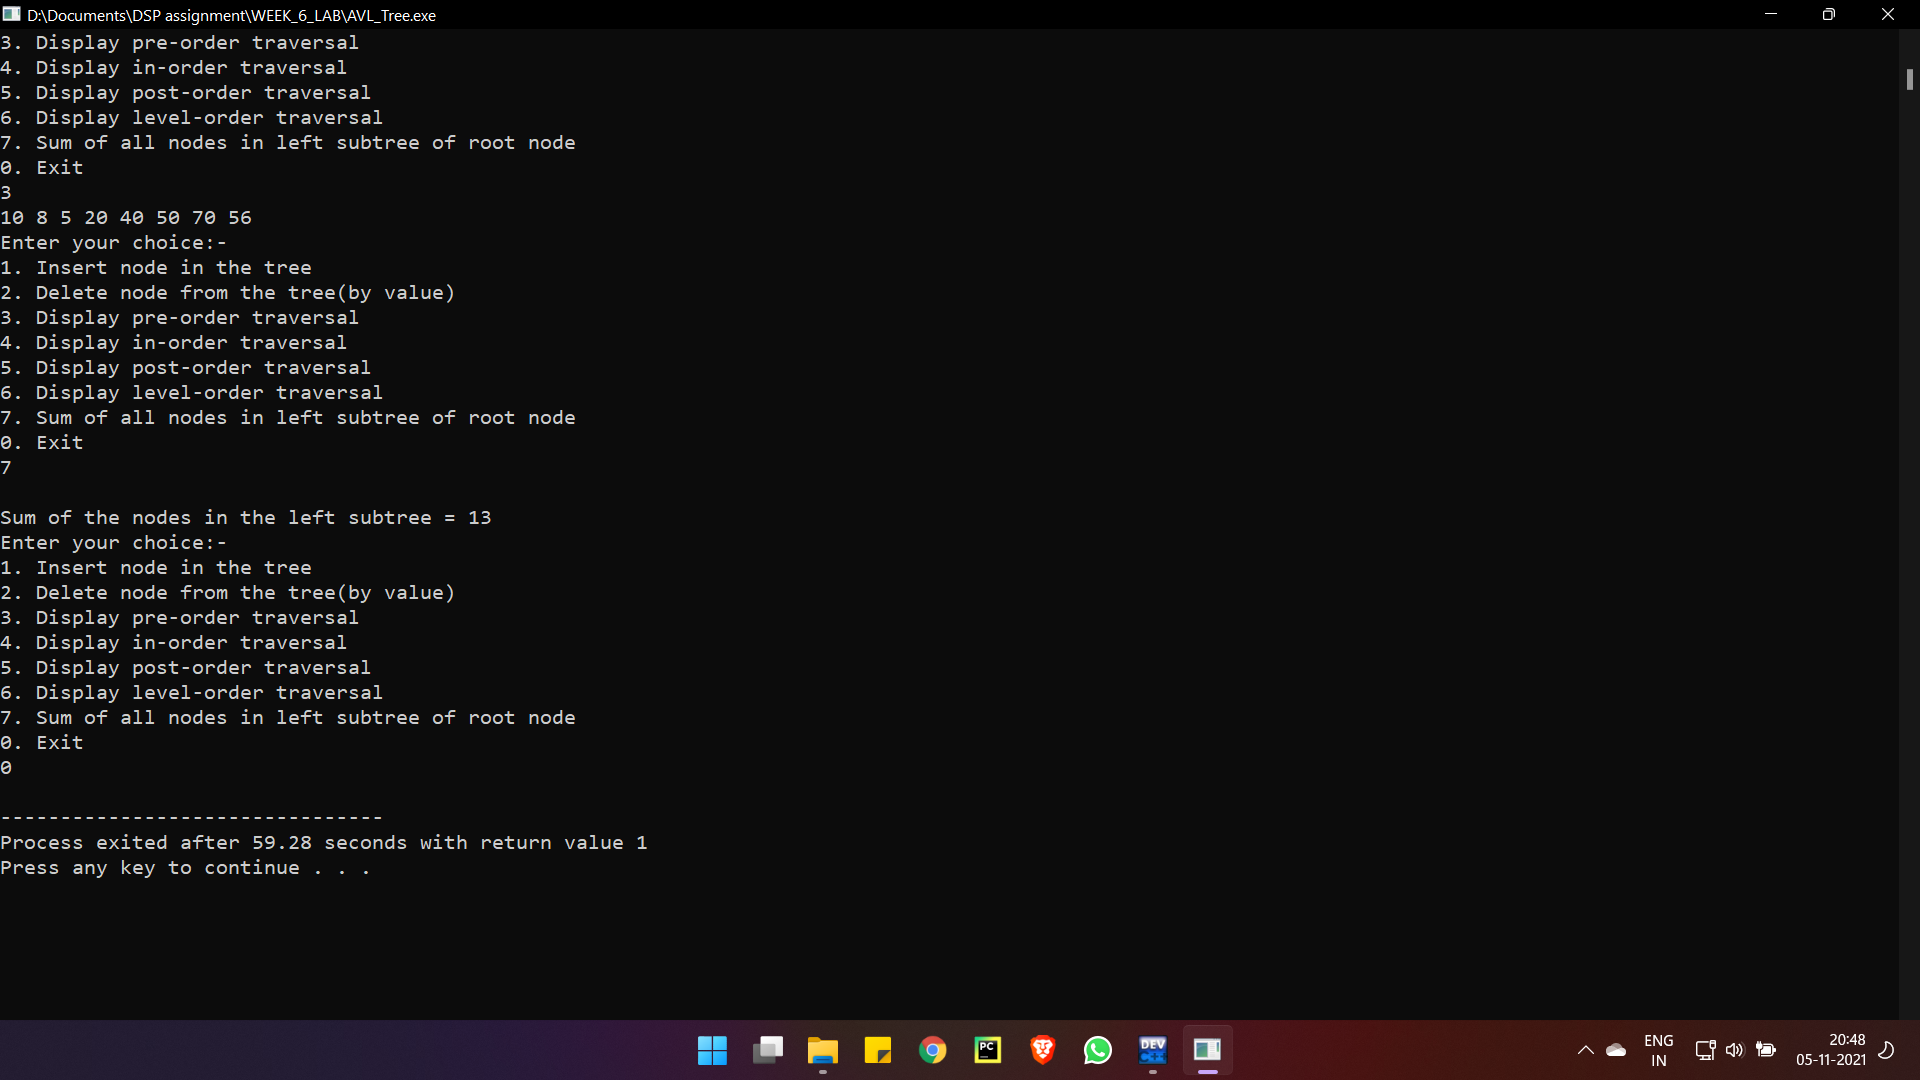 D:\Documents\DSP assignment\WEEK_6_LAB\AVL_Tree.exe
3. Display pre-order traversal
4. Display in-order traversal
5. Display post-order traversal
6. Display level-order traversal
7. Sum of all nodes in left subtree of root node
0. Exit
3
10 8 5 20 40 50 70 56
Enter your choice:-
1. Insert node in the tree
2. Delete node from the tree(by value)
3. Display pre-order traversal
4. Display in-order traversal
5. Display post-order traversal
6. Display level-order traversal
7. Sum of all nodes in left subtree of root node
0. Exit
7
Sum of the nodes in the left subtree = 13
Enter your choice:-
1. Insert node in the tree
2. Delete node from the tree(by value)
3. Display pre-order traversal
4. Display in-order traversal
5. Display post-order traversal
6. Display level-order traversal
7. Sum of all nodes in left subtree of root node
0. Exit
0
--------------------------------
Process exited after 59.28 seconds with return value 1
Press any key to continue . . .
PC
DEV
C++
ENG
IN
20:48
05-11-2021